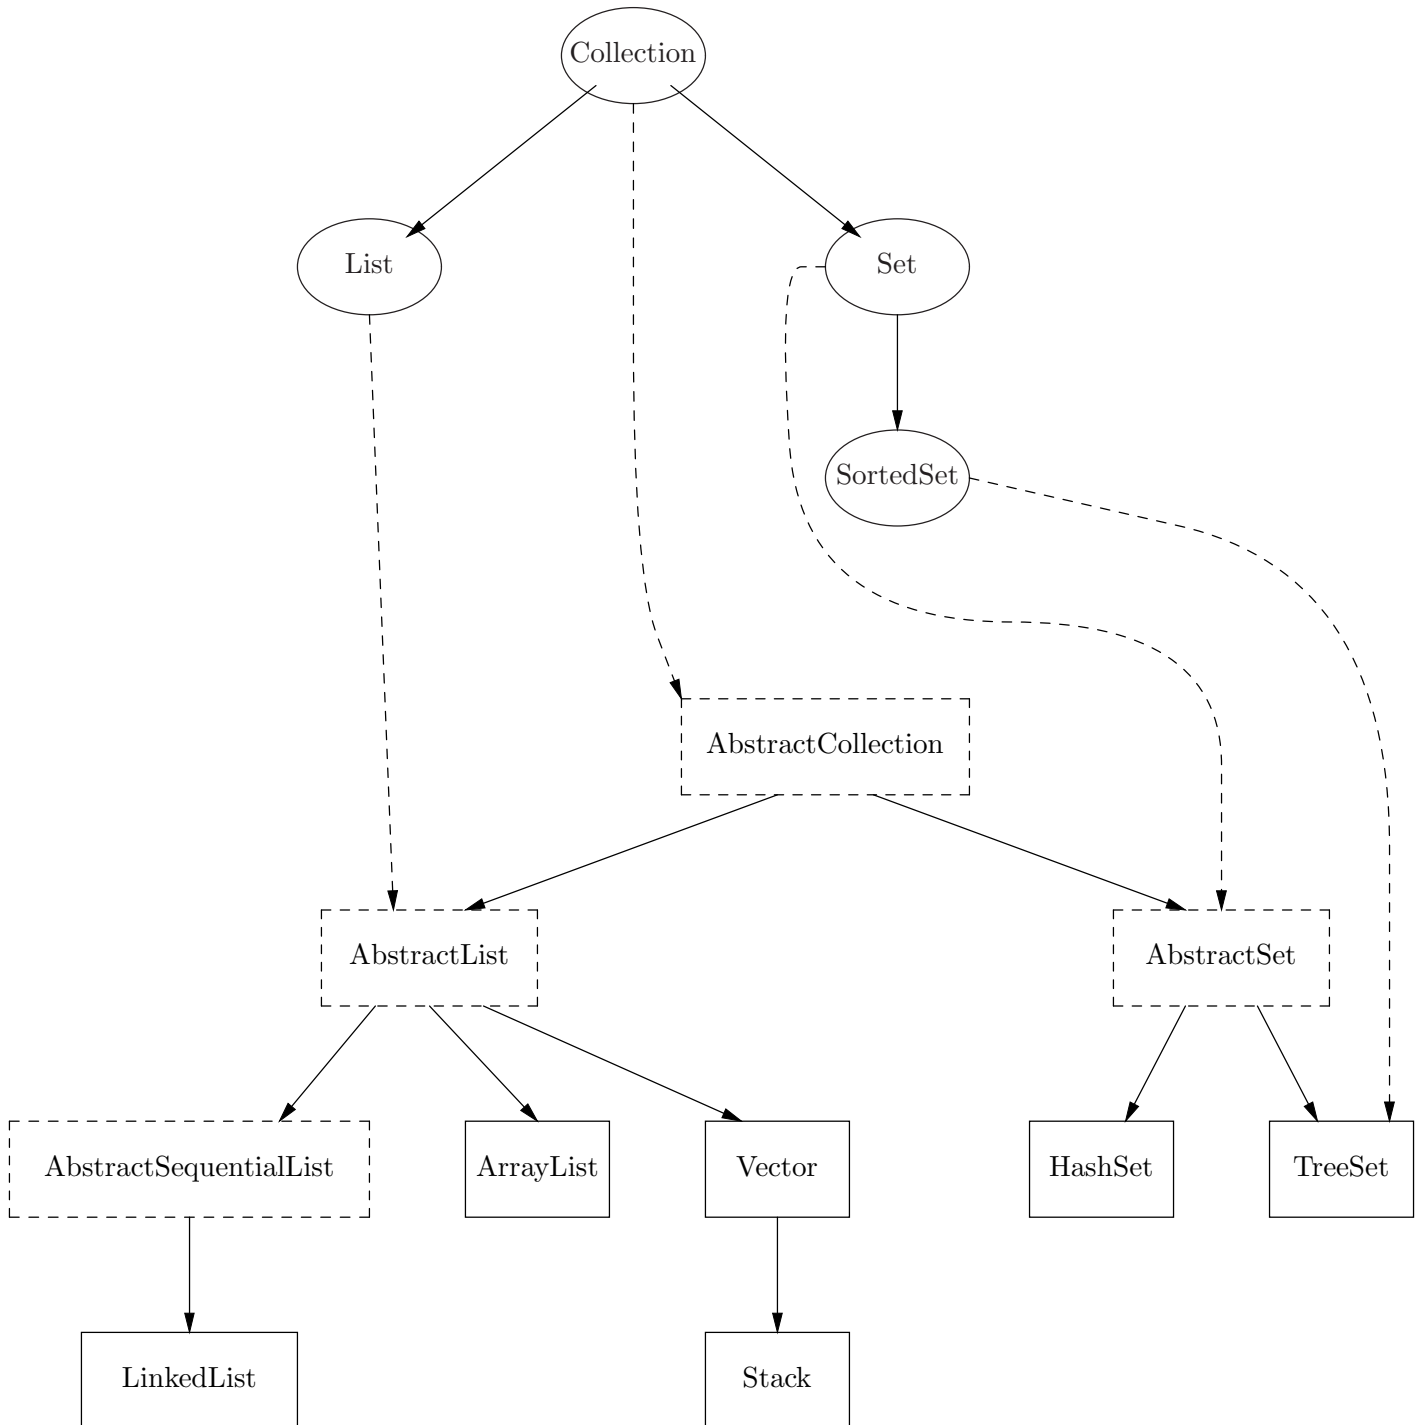 Collection
List
Set
SortedSet
AbstractCollection
AbstractList
AbstractSet
AbstractSequentialList
ArrayList
Vector
HashSet
TreeSet
LinkedList
Stack